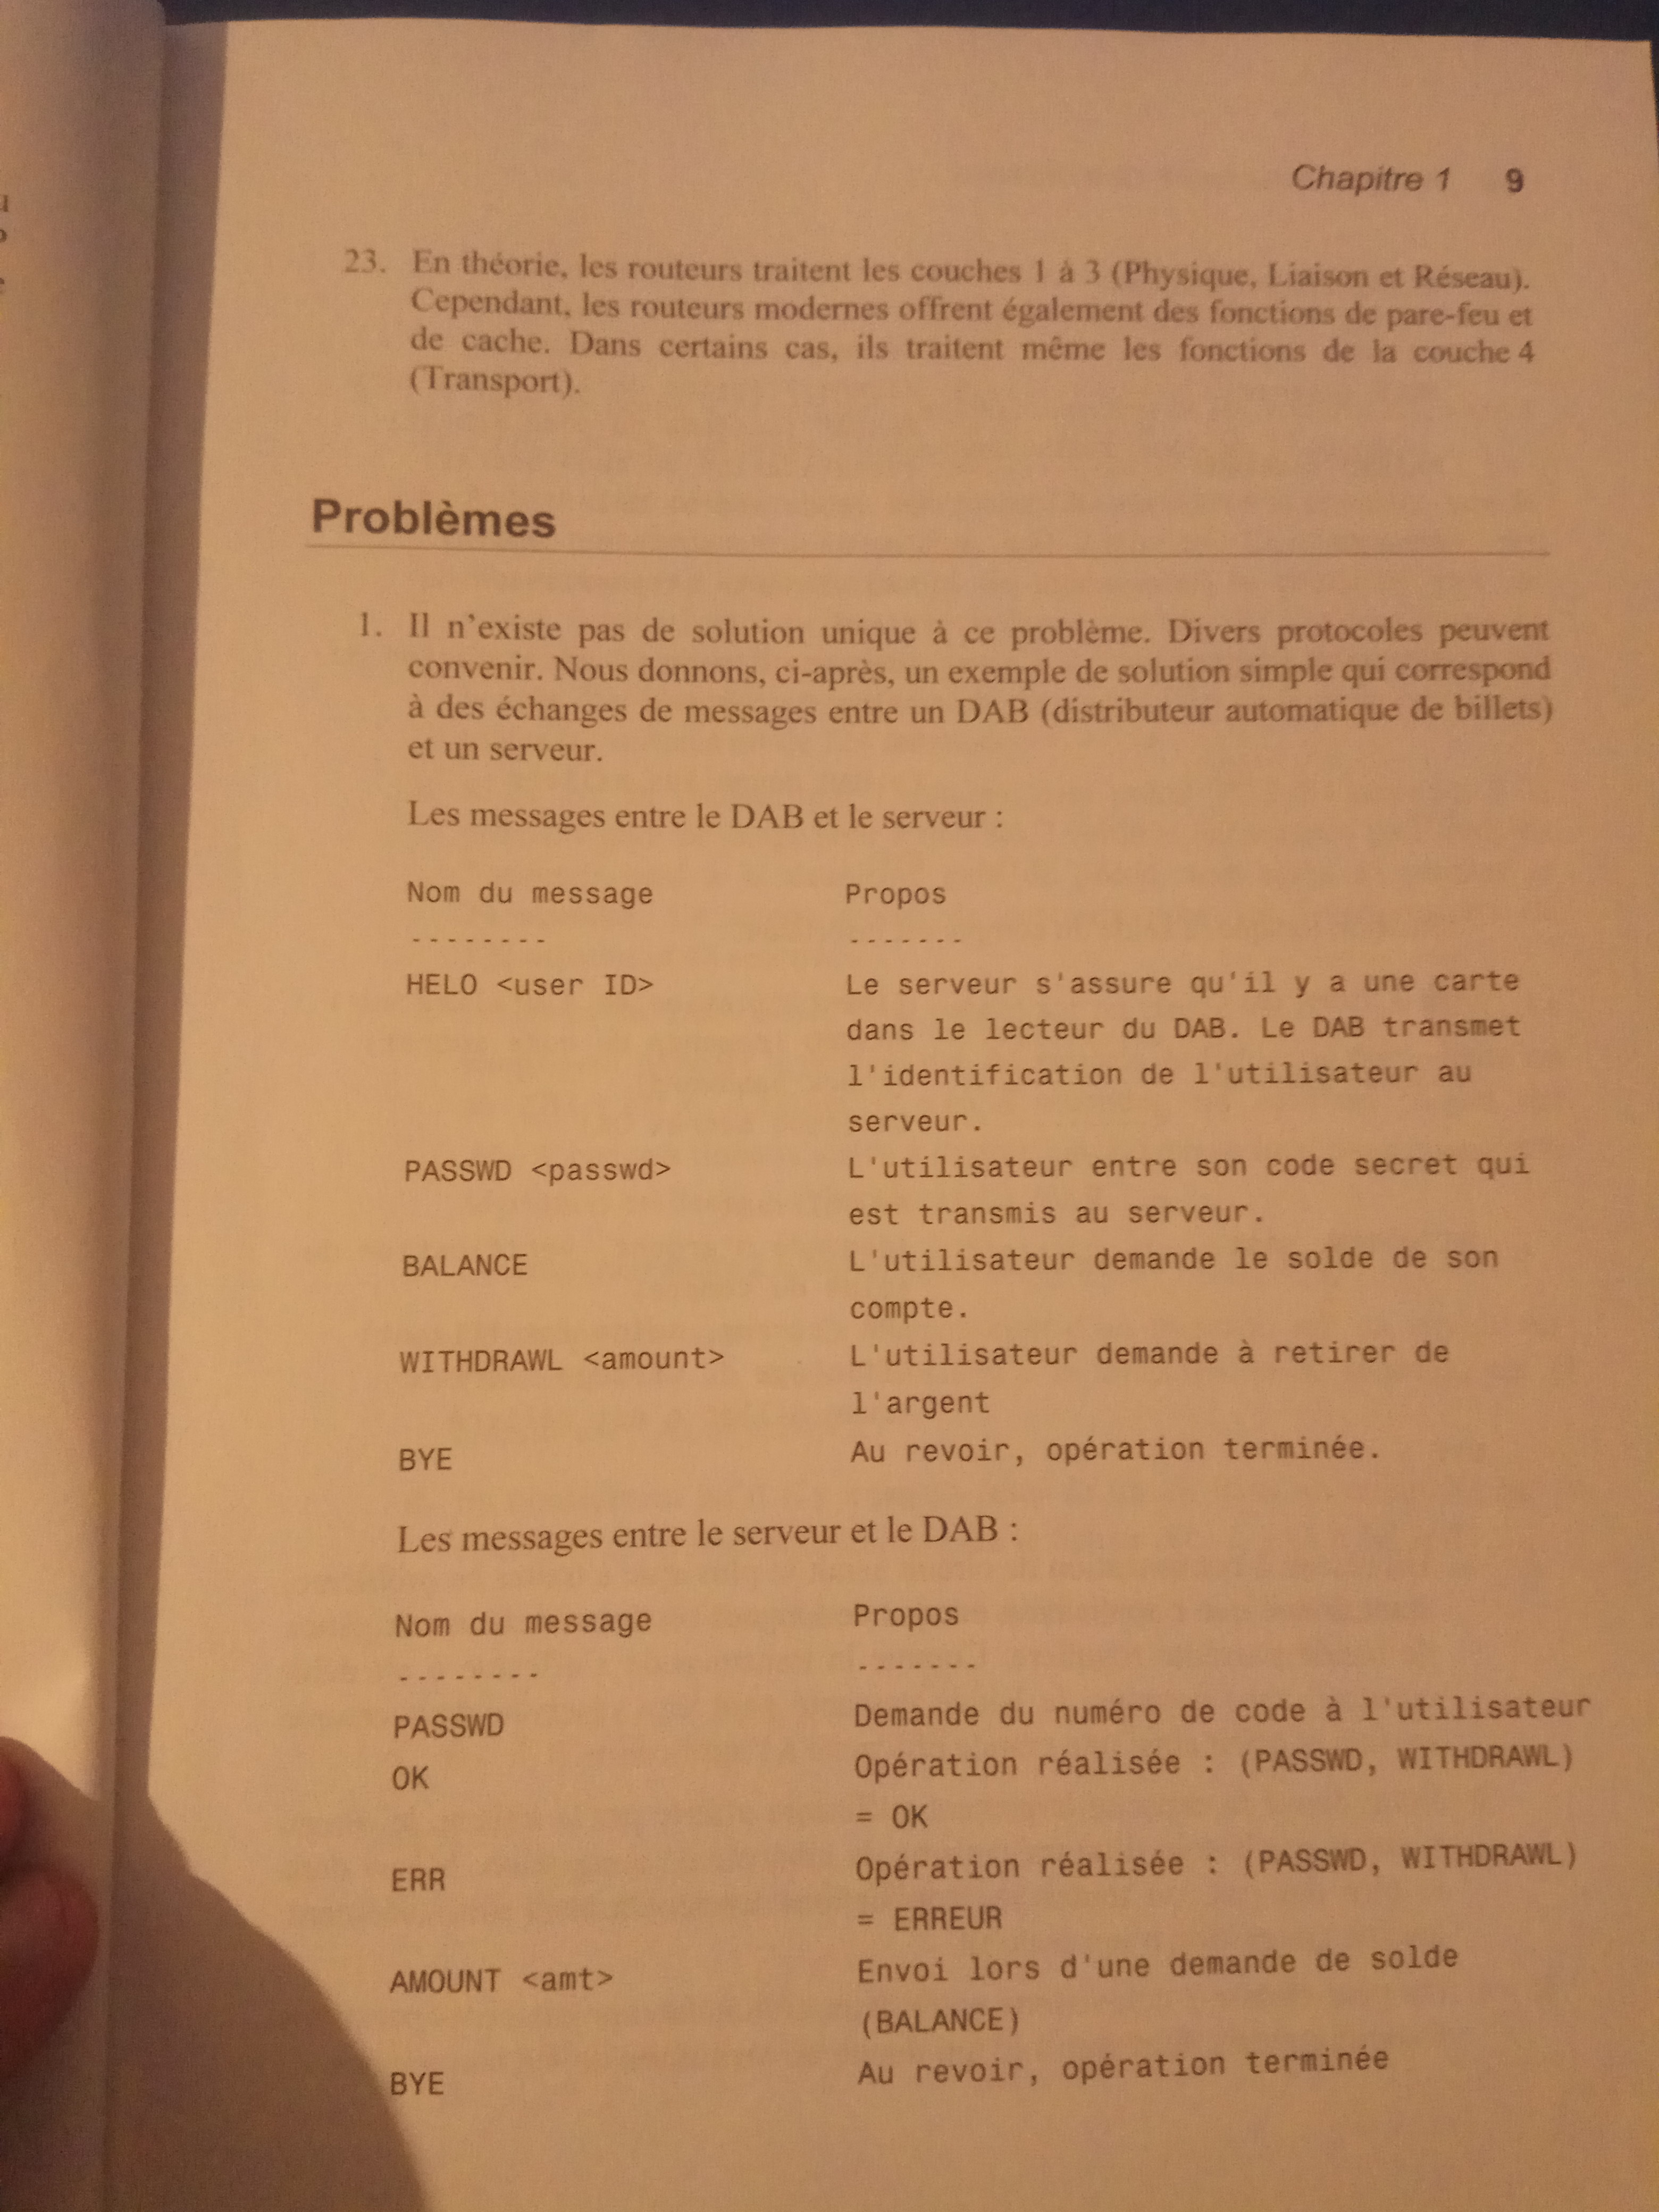 Chapitre 1 9
23. En théorie, les routeurs traitent les couches 1 à 3 (Physique, Liaison et Réseau).
Cependant, les routeurs modernes offrent également des fonctions de pare-feu et
de cache. Dans certains cas, ils traitent même les fonctions de la couche 4
(Transport).
Problèmes
1. Il n'existe pas de solution unique à ce problème. Divers protocoles peuvent
convenir. Nous donnons, ci-après, un exemple de solution simple qui correspond
à des échanges de messages entre un DAB (distributeur automatique de billets)
et un serveur.
Les messages entre le DAB et le serveur :
Nom du message Propos
-------- -------
HELO <user ID> Le serveur s'assure qu'il y a une carte
dans le lecteur du DAB. Le DAB transmet
l'identification de l'utilisateur au
serveur.
PASSWD <passwd> L'utilisateur entre son code secret qui
est transmis au serveur.
BALANCE L'utilisateur demande le solde de son
compte.
WITHDRAWL <amount> L'utilisateur demande à retirer de
l'argent
BYE Au revoir, opération terminée.
Les messages entre le serveur et le DAB :
Nom du message Propos
-------- -------
PASSWD Demande du numéro de code à l'utilisateur
OK Opération réalisée : (PASSWD, WITHDRAWL)
= OK
ERR Opération réalisée : (PASSWD, WITHDRAWL)
= ERREUR
AMOUNT <amt> Envoi lors d'une demande de solde
(BALANCE)
BYE Au revoir, opération terminée